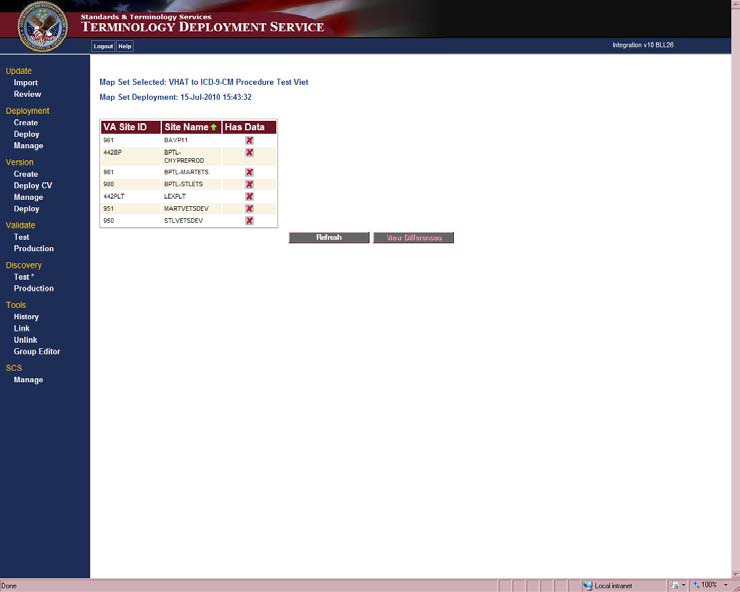 Standards & Terminology Services
TERMINOLOGY DEPLOYMENT SERVICE
Logout Help
Integration v10 BLL26
Update
Import
Review
Deployment
Create
Deploy
Manage
Version
Create
Deploy CV
Manage
Deploy
Validate
Test
Production
Discovery
Test *
Production
Tools
History
Link
Unlink
Group Editor
SCS
Manage
Map Set Selected: VHAT to ICD-9-CM Procedure Test Viet
Map Set Deployment: 15-Jul-2010 15:43:32
VA Site ID Site Name Has Data
961 BAYP11
442BP BPTL-
CHYPREPROD
981 BPTL-MARTETS
980 BPTL-STLETS
442PLT LEXPLT
951 MARTVETSDEV
950 STLVETSDEV
Refresh View Differences
Done
Local intranet
100%